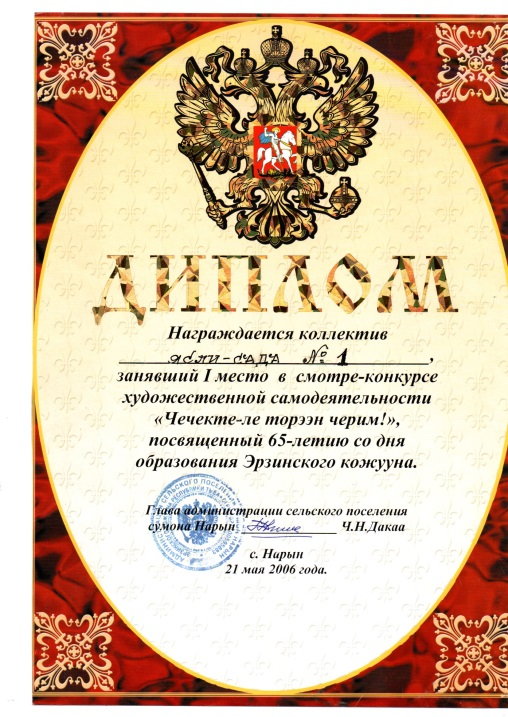 ДИПЛОМ
Награждается коллектив
ясли-сада № 1,
занявший I место в смотре-конкурсе
художественной самодеятельности
«Чечекте-ле торээн черим!»,
посвященный 65-летию со дня
образования Эрзинского кожууна.
Глава администрации сельского поселения
сумона Нарын Ч.Н.Дакаа
с. Нарын
21 мая 2006 года.